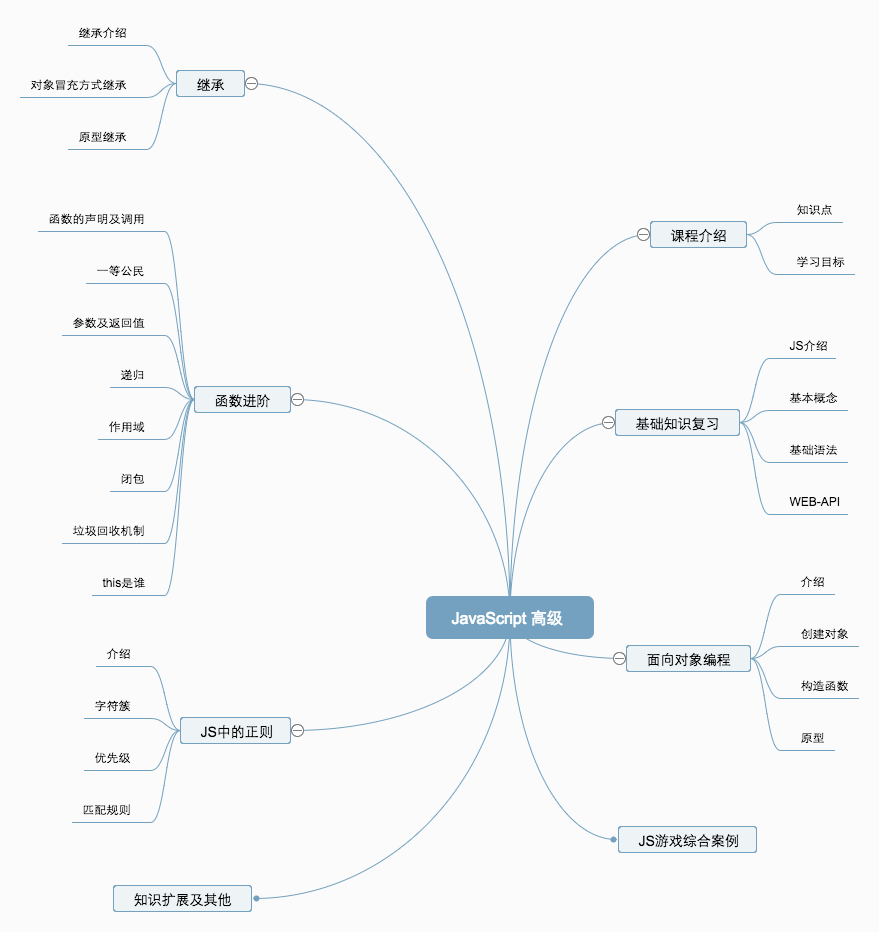 JavaScript 高级
课程介绍
知识点
学习目标
基础知识复习
JS介绍
基本概念
基础语法
WEB-API
面向对象编程
介绍
创建对象
构造函数
原型
JS游戏综合案例
继承
继承介绍
对象冒充方式继承
原型继承
函数进阶
函数的声明及调用
一等公民
参数及返回值
递归
作用域
闭包
垃圾回收机制
this是谁
JS中的正则
介绍
字符簇
优先级
匹配规则
知识扩展及其他